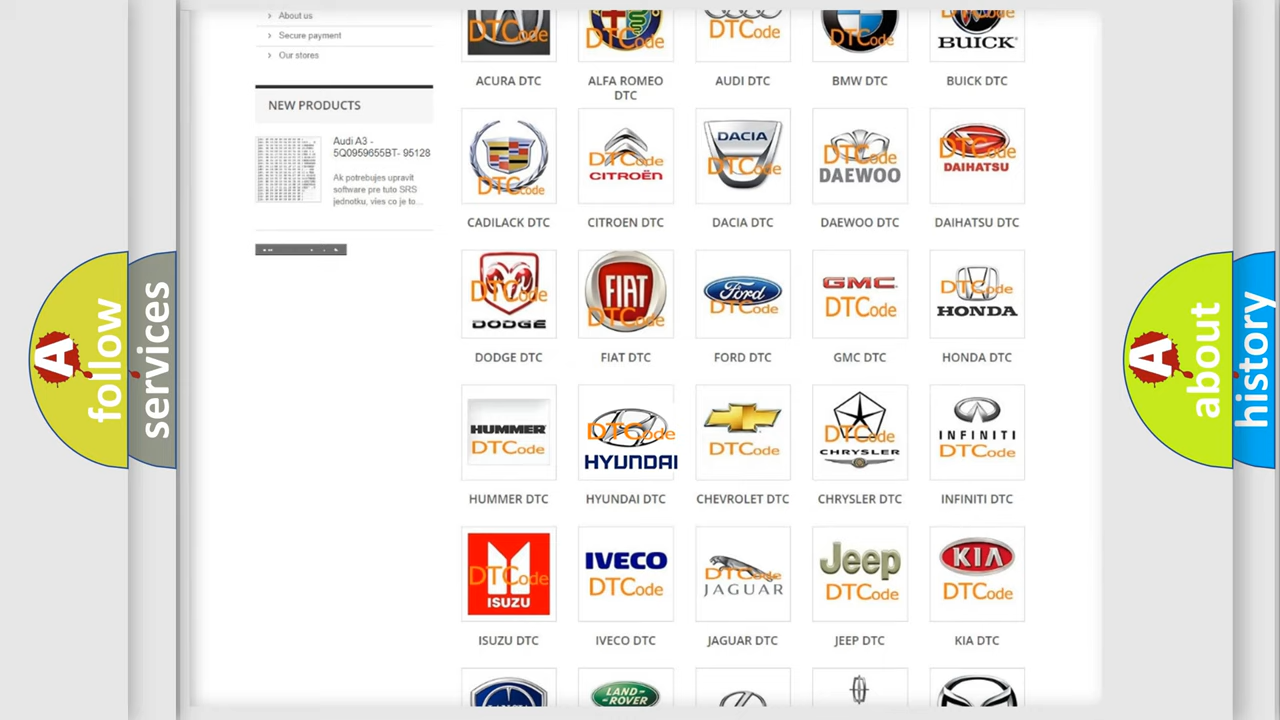 About us
Secure payment
Our stores
NEW PRODUCTS
Audi A3 -
5Q0959655BT- 95128
Ak potrebujes upravit
software pre tuto SRS
jednotku, vies co je to...
DTCode
DTCode
DTCode
DTCode
BUICK
ACURA DTC
ALFA ROMEO
DTC
AUDI DTC
BMW DTC
BUICK DTC
DTCode
DTCode
CITROËN
DACIA
DTCode
DTCode
DAEWOO
DTCode
DAIHATSU
CADILACK DTC
CITROEN DTC
DACIA DTC
DAEWOO DTC
DAIHATSU DTC
DTCode
DODGE
FIAT
DTCode
Ford
DTCode
GMC
DTCode
DTCode
HONDA
DODGE DTC
FIAT DTC
FORD DTC
GMC DTC
HONDA DTC
HUMMER
DTCode
DTCode
HYUNDAI
DTCode
DTCode
CHRYSLER
INFINITI
DTCode
HUMMER DTC
HYUNDAI DTC
CHEVROLET DTC
CHRYSLER DTC
INFINITI DTC
DTCode
ISUZU
IVECO
DTCode
DTCode
JAGUAR
Jeep
DTCode
KIA
DTCode
ISUZU DTC
IVECO DTC
JAGUAR DTC
JEEP DTC
KIA DTC
LAND-
ROVER
A
follow
services
A
about
history